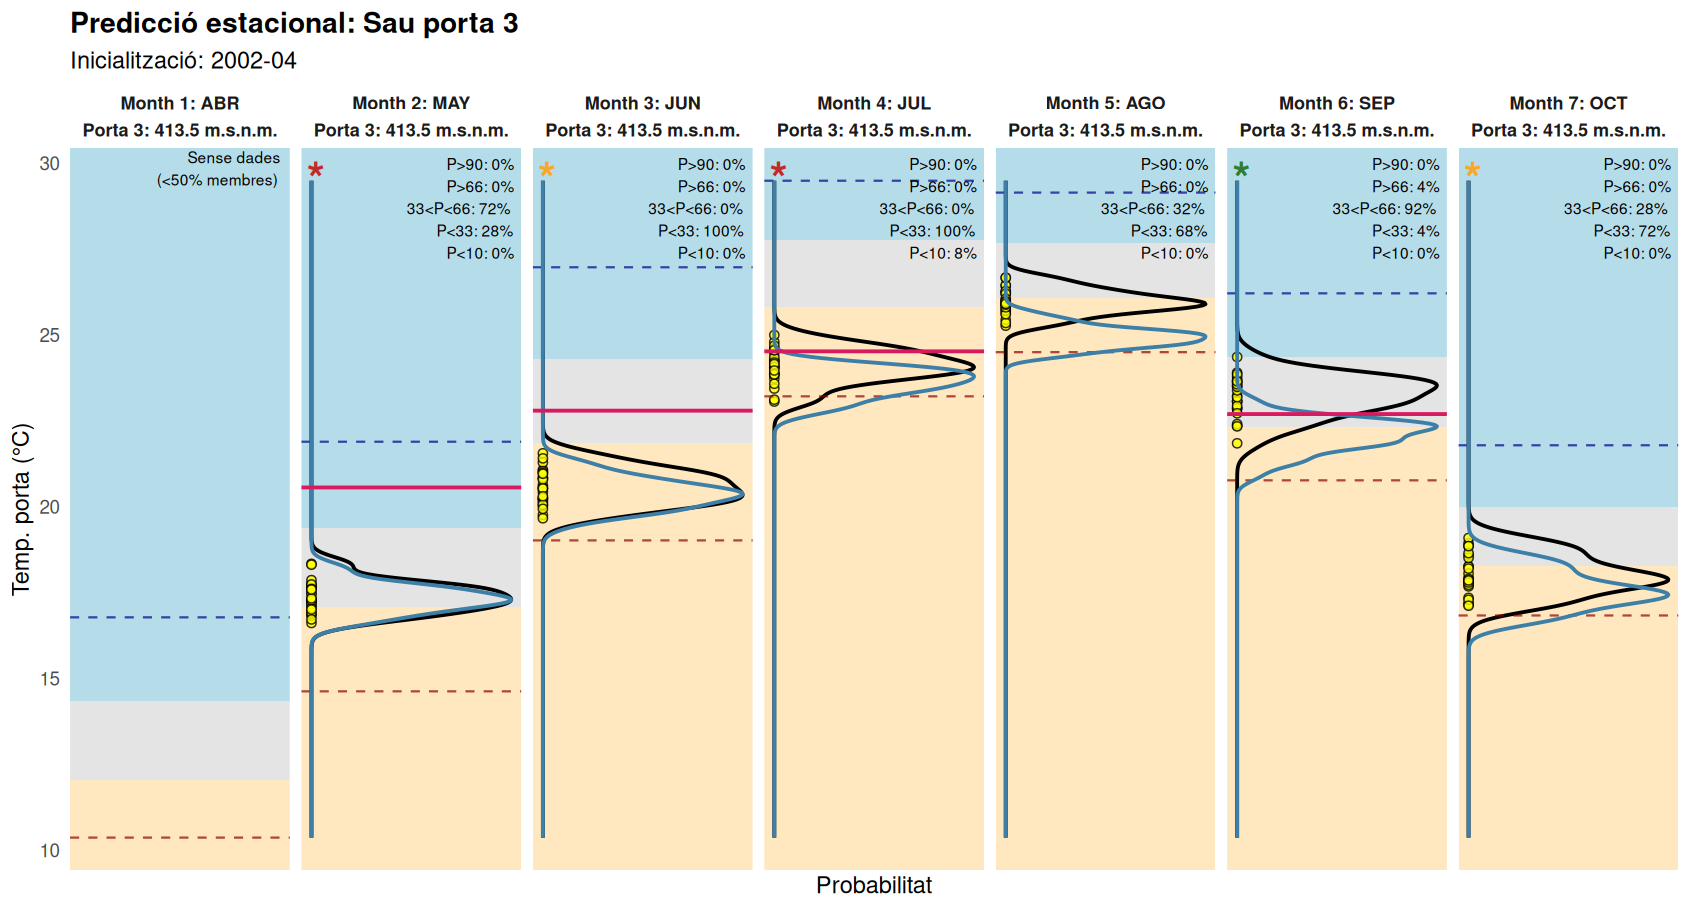 Predicció estacional: Sau porta 3
Inicialització: 2002-04
Month 1: ABR
Porta 3: 413.5 m.s.n.m.
Month 2: MAY
Porta 3: 413.5 m.s.n.m.
Month 3: JUN
Porta 3: 413.5 m.s.n.m.
Month 4: JUL
Porta 3: 413.5 m.s.n.m.
Month 5: AGO
Porta 3: 413.5 m.s.n.m.
Month 6: SEP
Porta 3: 413.5 m.s.n.m.
Month 7: OCT
Porta 3: 413.5 m.s.n.m.
Temp. porta (°C)
30
25
20
15
10
Sense dades
(<50% membres)
*
P>90: 0%
P>66: 0%
33<P<66: 72%
P<33: 28%
P<10: 0%
*
P>90: 0%
P>66: 0%
33<P<66: 0%
P<33: 100%
P<10: 0%
*
P>90: 0%
P>66: 0%
33<P<66: 0%
P<33: 100%
P<10: 8%
P>90: 0%
P>66: 0%
33<P<66: 32%
P<33: 68%
P<10: 0%
*
P>90: 0%
P>66: 4%
33<P<66: 92%
P<33: 4%
P<10: 0%
*
P>90: 0%
P>66: 0%
33<P<66: 28%
P<33: 72%
P<10: 0%
Probabilitat